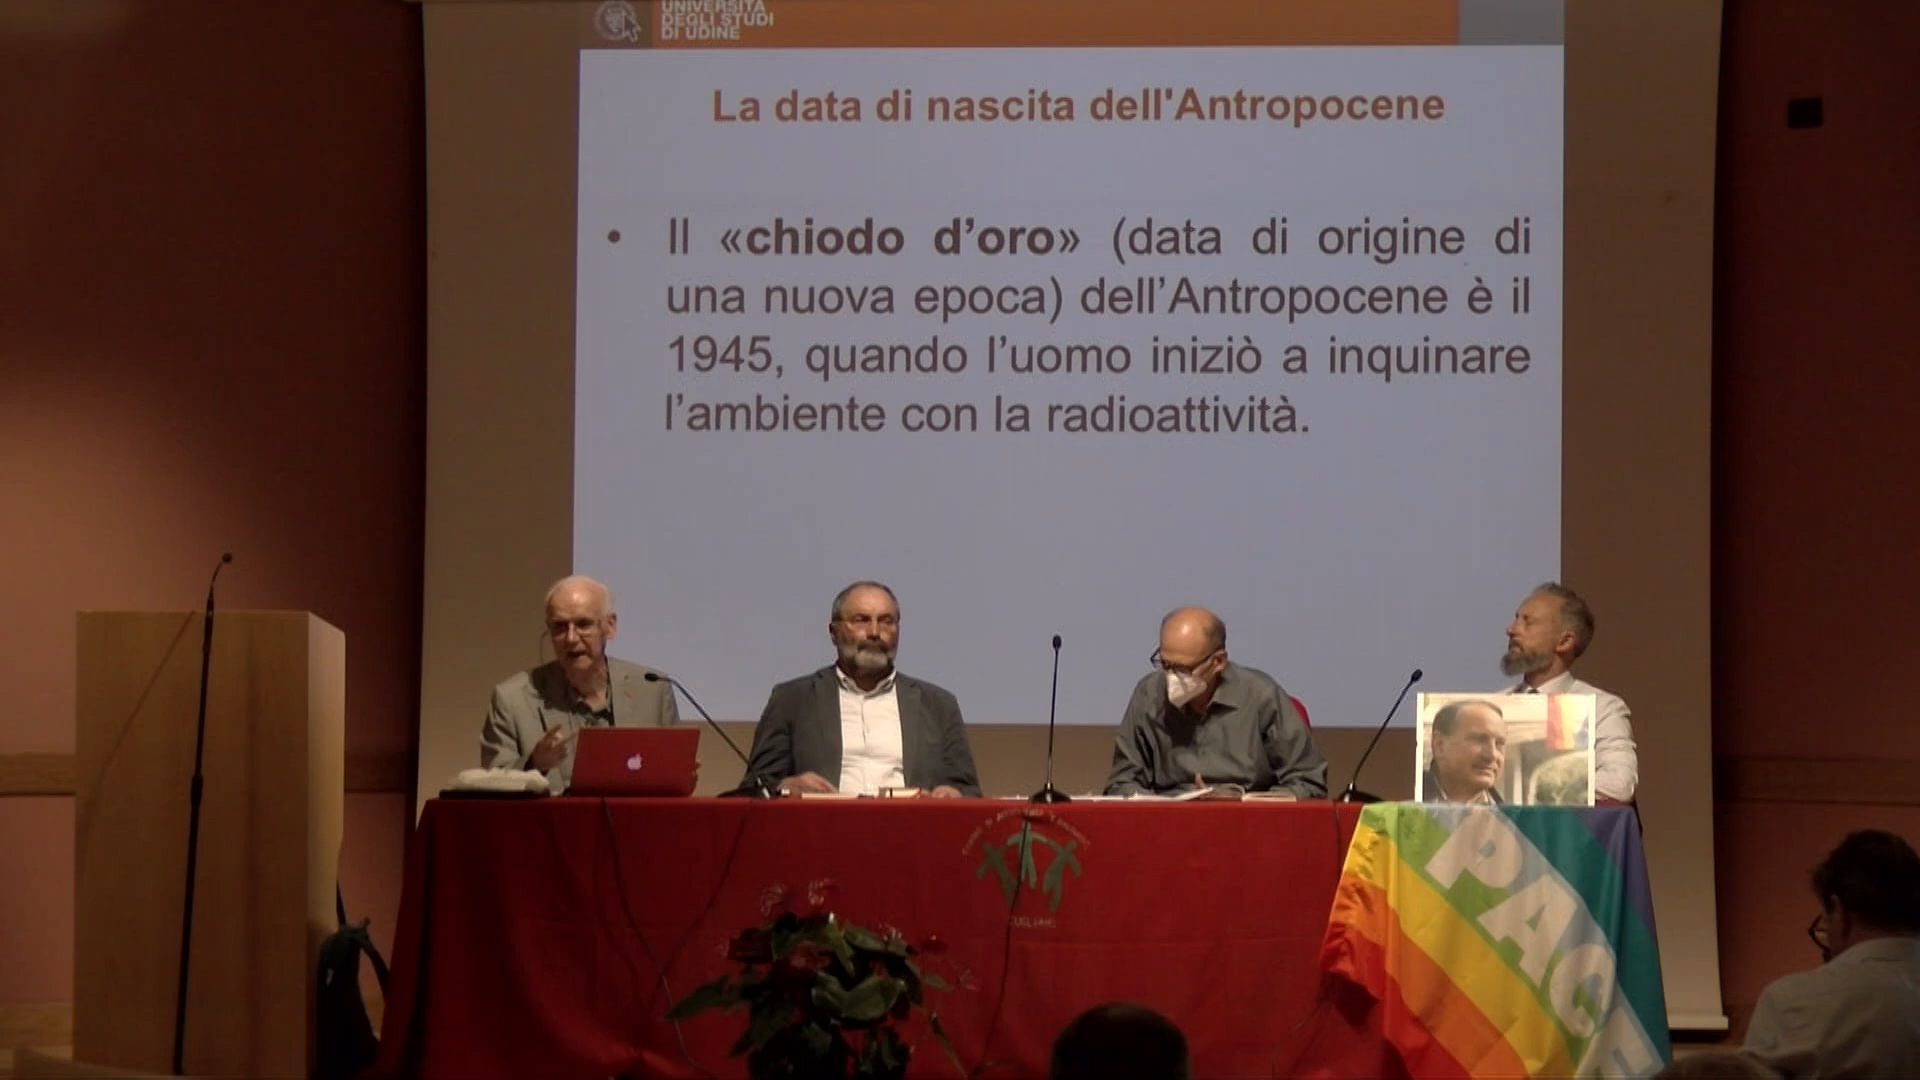 UNIVERSITÀ
DEGLI STUDI
DI UDINE
La data di nascita dell'Antropocene
• Il «chiodo d’oro» (data di origine di
una nuova epoca) dell’Antropocene è il
1945, quando l’uomo iniziò a inquinare
l’ambiente con la radioattività.
PACE